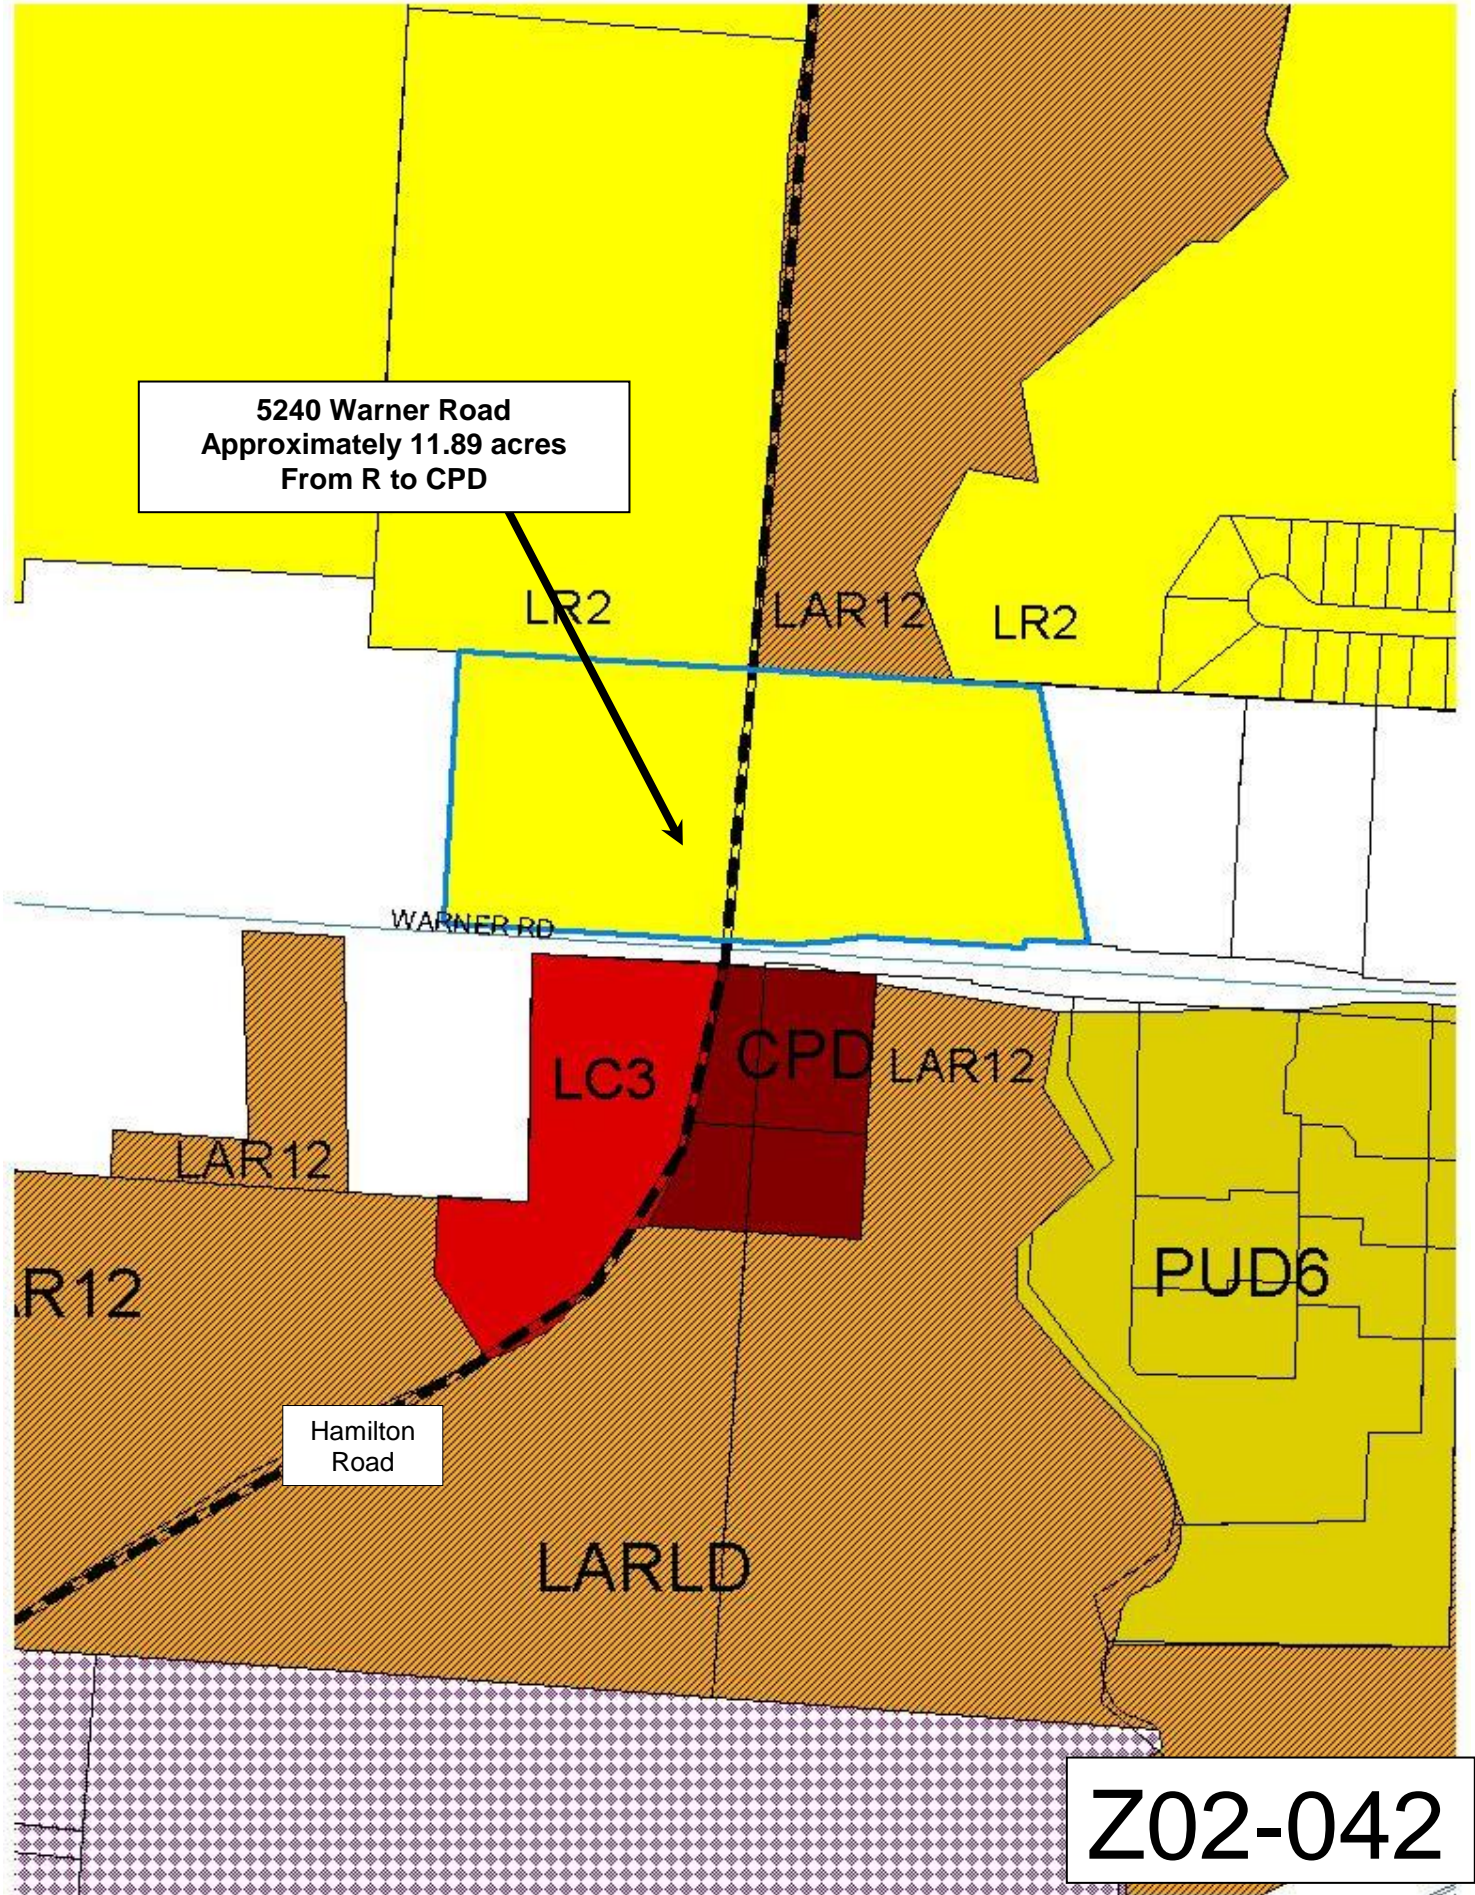 5240 Warner Road
Approximately 11.89 acres
From R to CPD
LR2
LAR12
LR2
WARNER RD
LC3
CPD
LAR12
LAR12
R12
PUD6
Hamilton
Road
LARLD
Z02-042